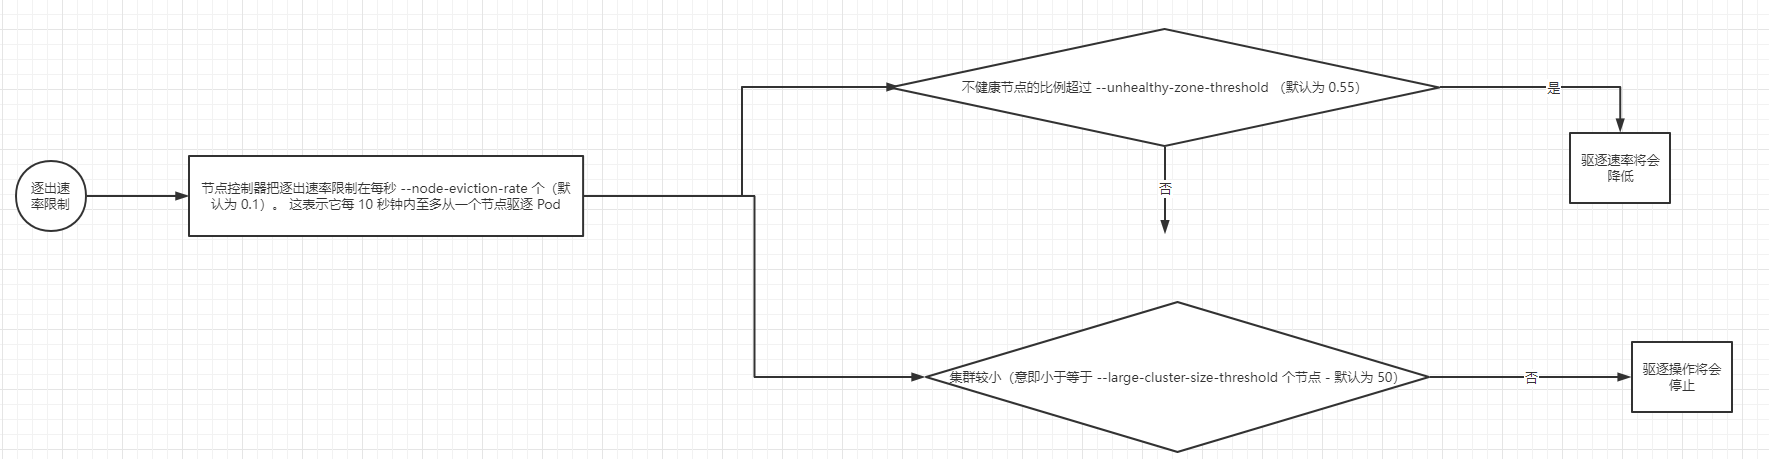 逐出速
率限制
节点控制器把逐出速率限制在每秒 --node-eviction-rate 个（默
认为 0.1）。 这表示它每 10 秒钟内至多从一个节点驱逐 Pod
不健康节点的比例超过 --unhealthy-zone-threshold （默认为 0.55）
是
驱逐速率将会
降低
否
集群较小（意即小于等于 --large-cluster-size-threshold 个节点 - 默认为 50）
否
驱逐操作将会
停止